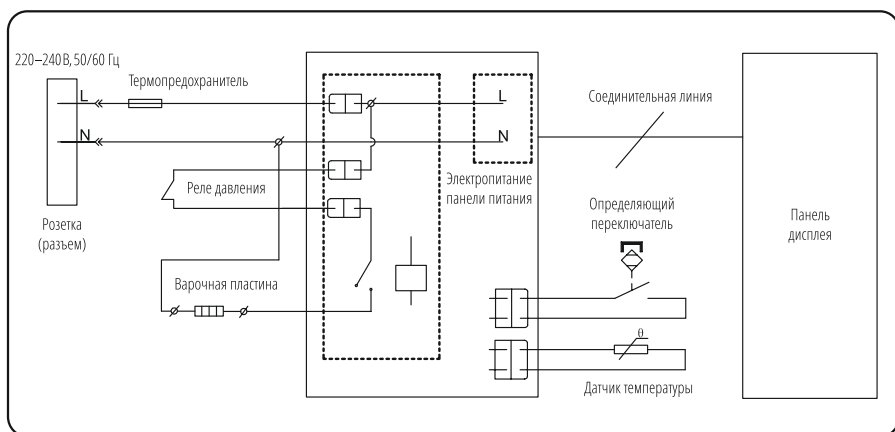 220–240 В, 50/60 Гц
Термопредохранитель
L
L
Соединительная линия
N
N
Реле давления
Электропитание
панели питания
Определяющий
переключатель
Розетка
(разъем)
Панель
дисплея
Варочная пластина
θ
Датчик температуры